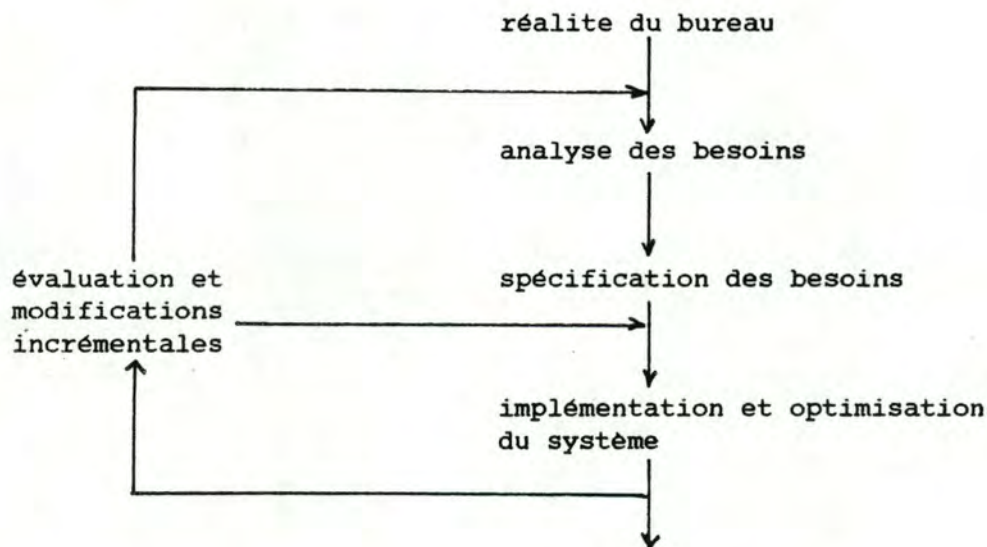 réalite du bureau
analyse des besoins
spécification des besoins
évaluation et
modifications
incrémentales
implémentation et optimisation
du système